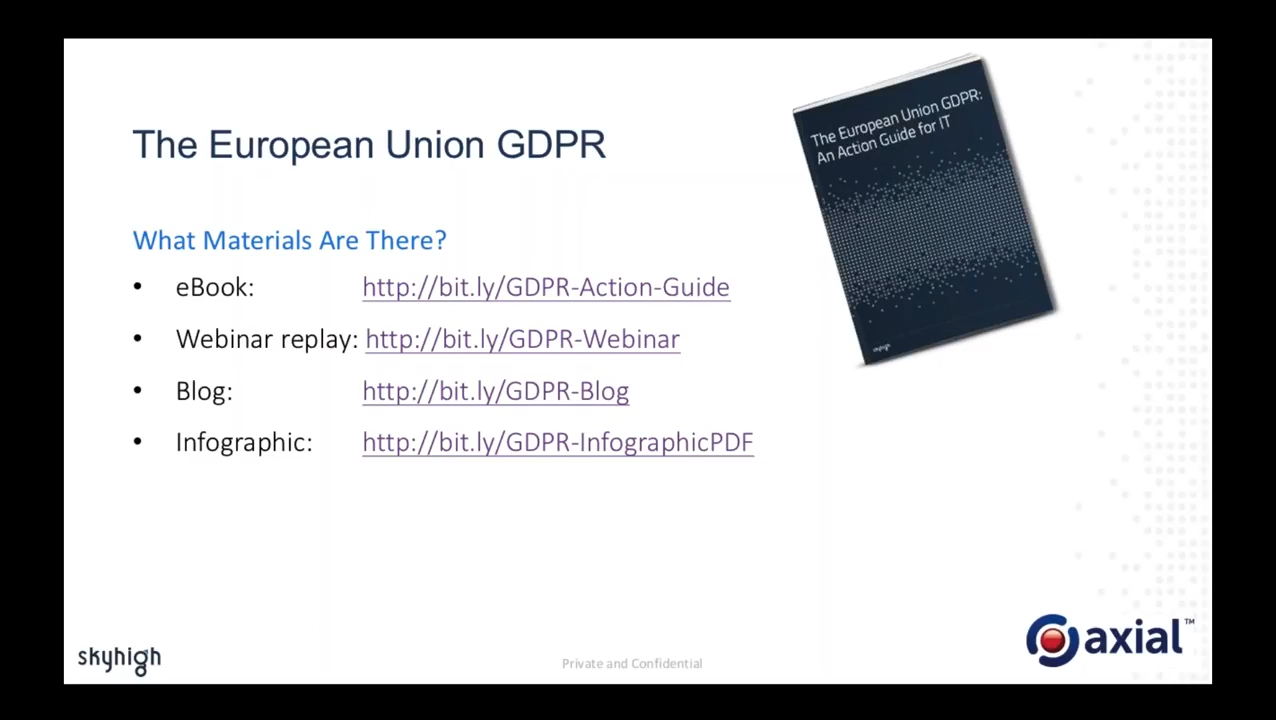 The European Union GDPR
The European Union GDPR:
An Action Guide for IT
skyhigh
What Materials Are There?
• eBook: http://bit.ly/GDPR-Action-Guide
• Webinar replay: http://bit.ly/GDPR-Webinar
• Blog: http://bit.ly/GDPR-Blog
• Infographic: http://bit.ly/GDPR-InfographicPDF
skyhigh
Private and Confidential
axial™